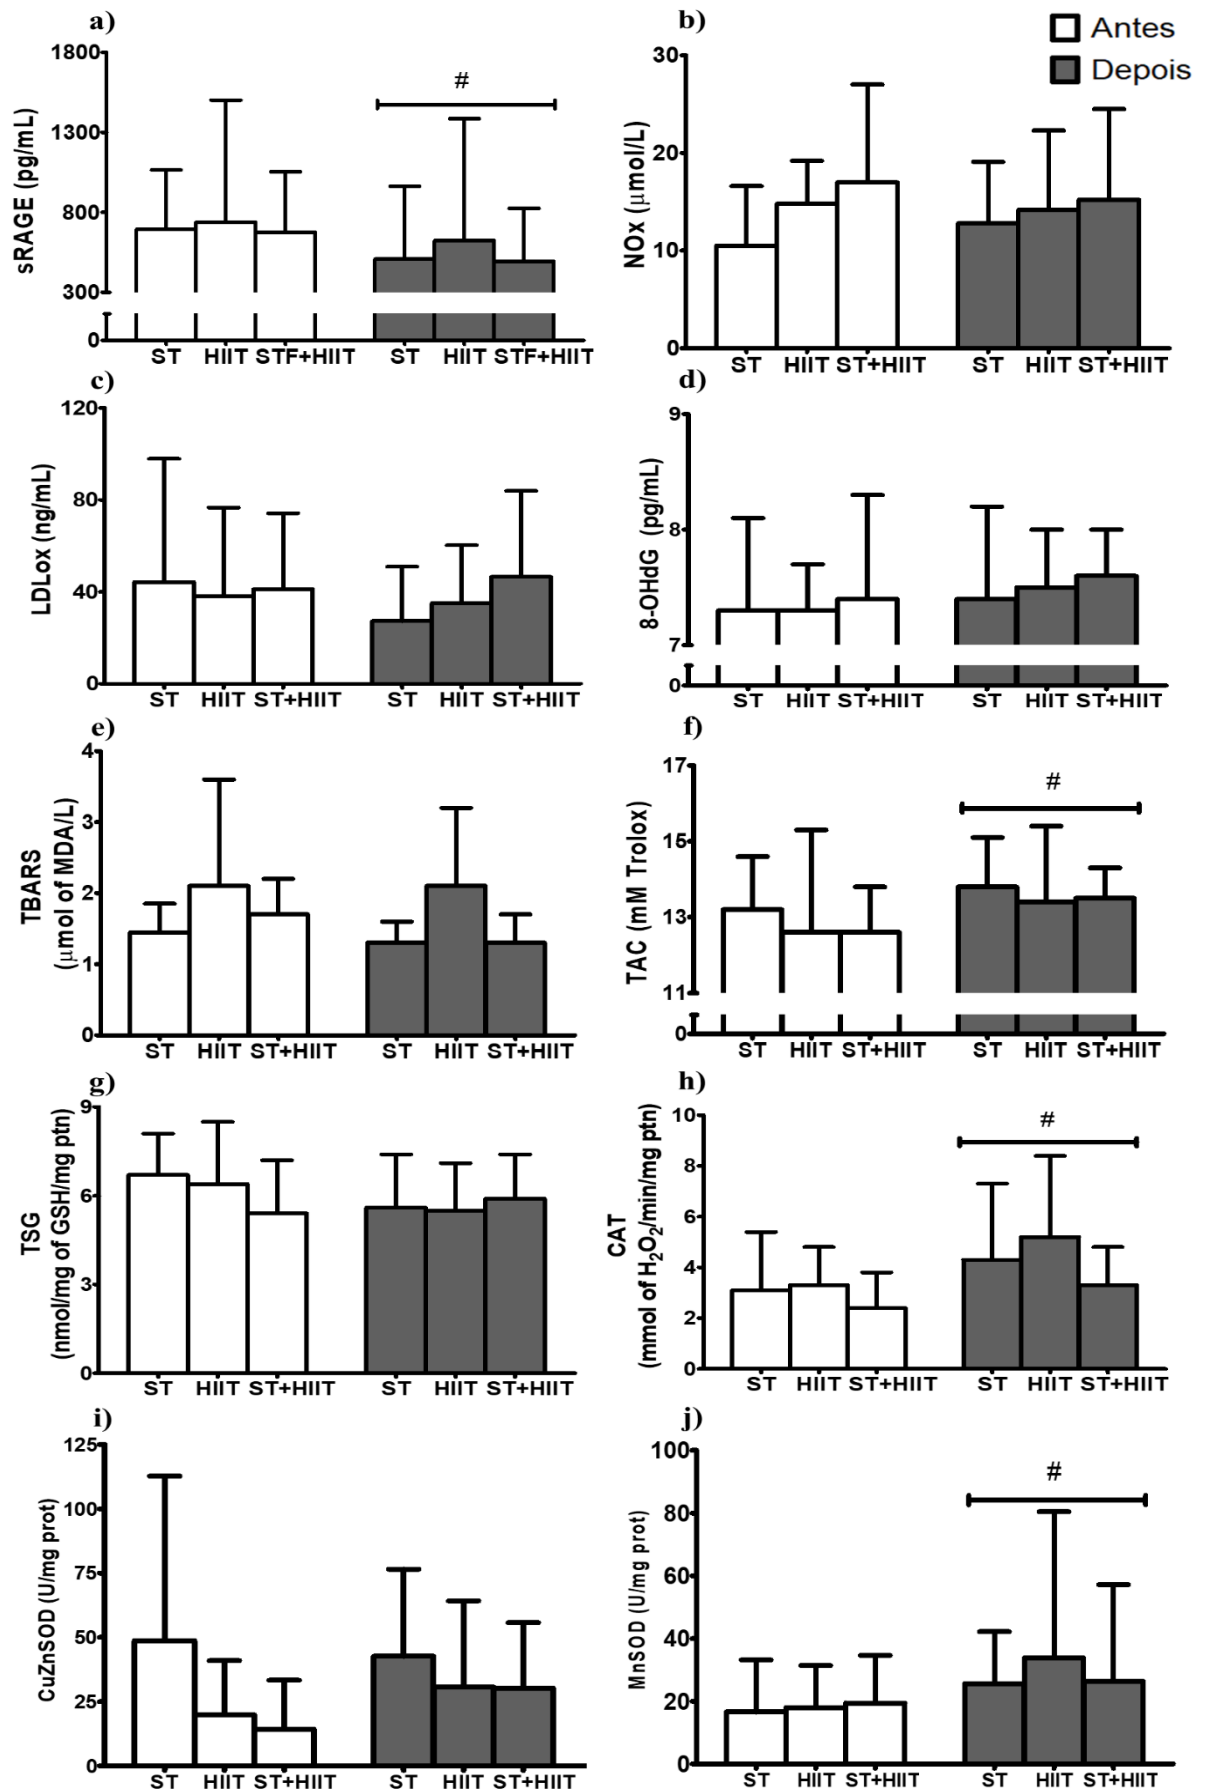 a)
1800
1300
800
300
0
sRAGE (pg/mL)
#
ST HIIT STF+HIIT ST HIIT STF+HIIT
b)
Antes
Depois
30
20
10
0
NOx (μmol/L)
ST HIIT ST+HIIT ST HIIT ST+HIIT
c)
120
80
40
0
LDLox (ng/mL)
ST HIIT ST+HIIT ST HIIT ST+HIIT
d)
9
8
7
0
8-OHdG (pg/mL)
ST HIIT ST+HIIT ST HIIT ST+HIIT
e)
4
3
2
1
0
TBARS
(μmol of MDA/L)
ST HIIT ST+HIIT ST HIIT ST+HIIT
f)
17
15
13
11
0
TAC (mM Trolox)
#
ST HIIT ST+HIIT ST HIIT ST+HIIT
g)
9
6
3
0
TSG
(nmol/mg of GSH/mg ptn)
ST HIIT ST+HIIT ST HIIT ST+HIIT
h)
10
8
6
4
2
0
CAT
(mmol of H₂O₂/min/mg ptn)
#
ST HIIT ST+HIIT ST HIIT ST+HIIT
i)
125
100
75
50
25
0
CuZnSOD (U/mg prot)
ST HIIT ST+HIIT ST HIIT ST+HIIT
j)
100
80
60
40
20
0
MnSOD (U/mg prot)
#
ST HIIT ST+HIIT ST HIIT ST+HIIT